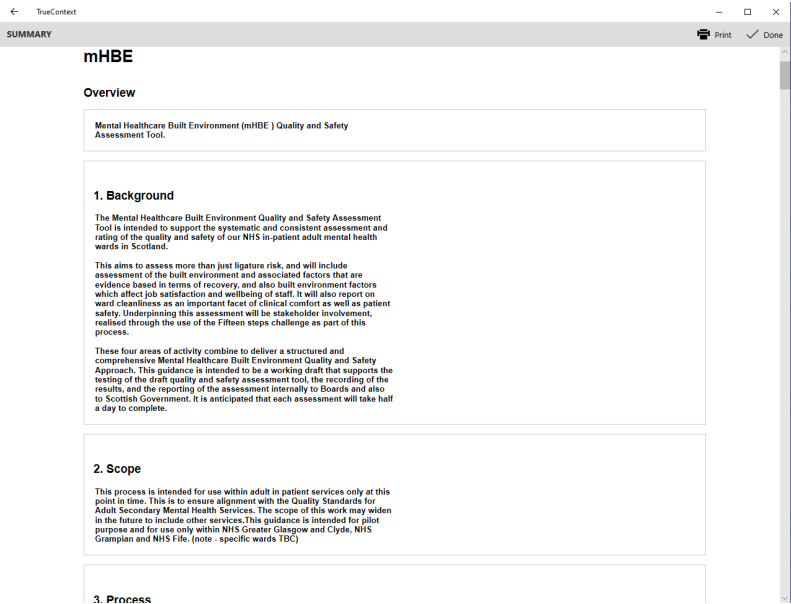 TrueContext
SUMMARY
Print
Done
mHBE
Overview
Mental Healthcare Built Environment (mHBE ) Quality and Safety
Assessment Tool.
1. Background
The Mental Healthcare Built Environment Quality and Safety Assessment
Tool is intended to support the systematic and consistent assessment and
rating of the quality and safety of our NHS in-patient adult mental health
wards in Scotland.
This aims to assess more than just ligature risk, and will include
assessment of the built environment and associated factors that are
evidence based in terms of recovery, and also built environment factors
which affect job satisfaction and wellbeing of staff. It will also report on
ward cleanliness as an important facet of clinical comfort as well as patient
safety. Underpinning this assessment will be stakeholder involvement,
realised through the use of the Fifteen steps challenge as part of this
process.
These four areas of activity combine to deliver a structured and
comprehensive Mental Healthcare Built Environment Quality and Safety
Approach. This guidance is intended to be a working draft that supports the
testing of the draft quality and safety assessment tool, the recording of the
results, and the reporting of the assessment internally to Boards and also
to Scottish Government. It is anticipated that each assessment will take half
a day to complete.
2. Scope
This process is intended for use within adult in patient services only at this
point in time. This is to ensure alignment with the Quality Standards for
Adult Secondary Mental Health Services. The scope of this work may widen
in the future to include other services.This guidance is intended for pilot
purpose and for use only within NHS Greater Glasgow and Clyde, NHS
Grampian and NHS Fife. (note - specific wards TBC)
3. Process